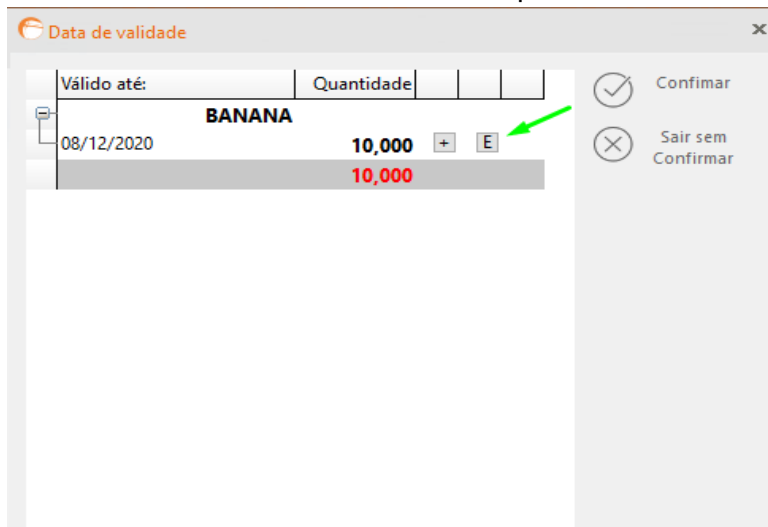 Data de validade
Válido até: Quantidade
BANANA
08/12/2020 10,000 + E
10,000
Confimar
Sair sem
Confirmar